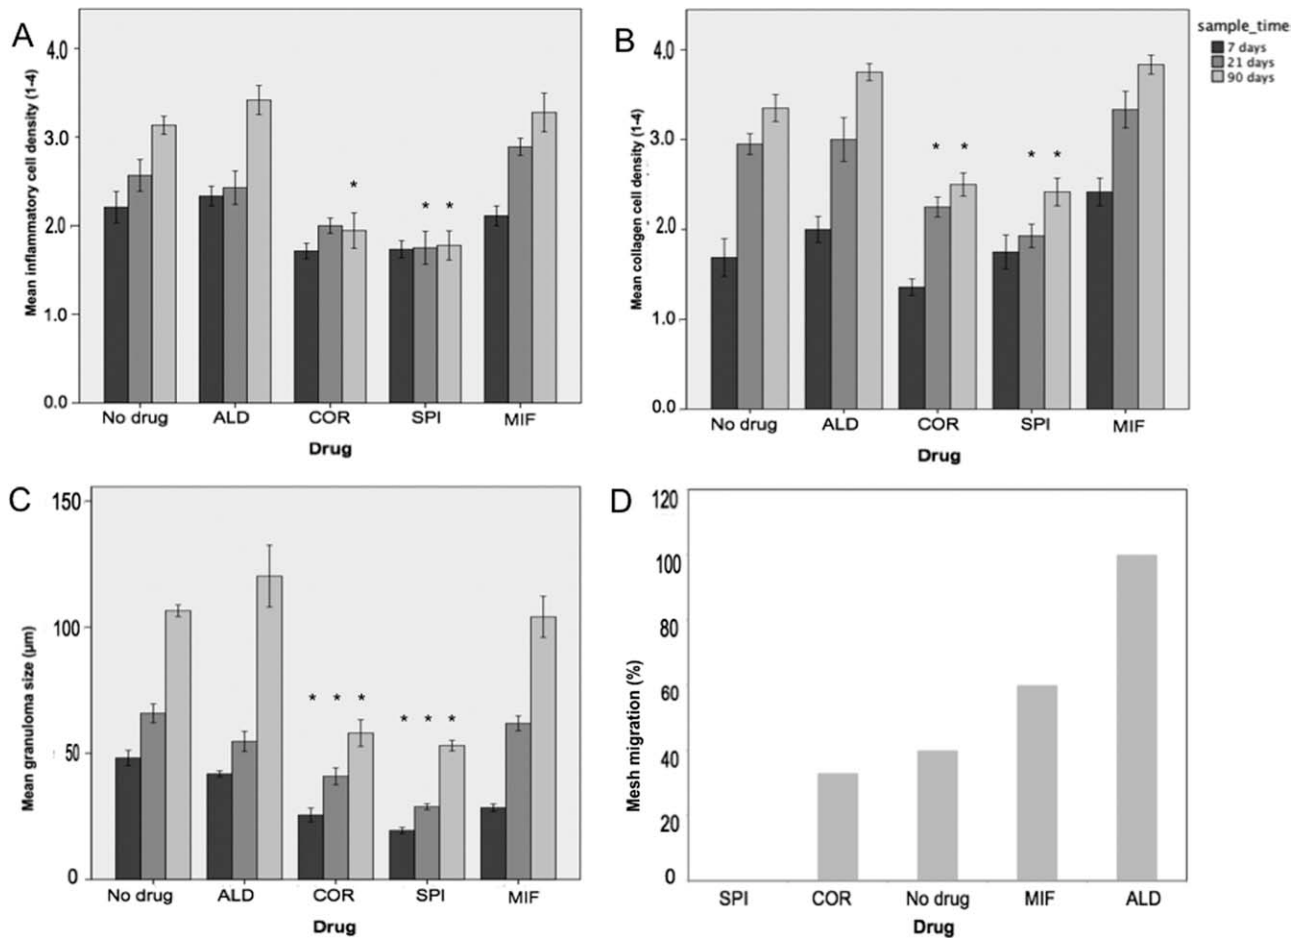 A
4.0
3.0
2.0
1.0
0.0
Mean inflammatory cell density (1-4)
*
* *
No drug ALD COR SPI MIF
Drug
B
4.0
3.0
2.0
1.0
0.0
Mean collagen cell density (1-4)
* *
* *
No drug ALD COR SPI MIF
Drug
sample_time
7 days
21 days
90 days
C
150
100
50
0
Mean granuloma size (µm)
* * *
* * *
No drug ALD COR SPI MIF
Drug
D
120
100
80
60
40
20
0
Mesh migration (%)
SPI COR No drug MIF ALD
Drug